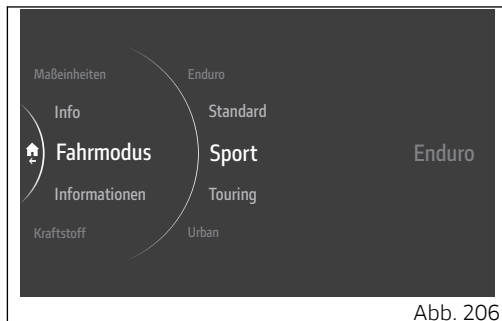 Maßeinheiten Enduro
Info Standard
Fahrmodus Sport Enduro
Informationen Touring
Kraftstoff Urban
Abb. 206